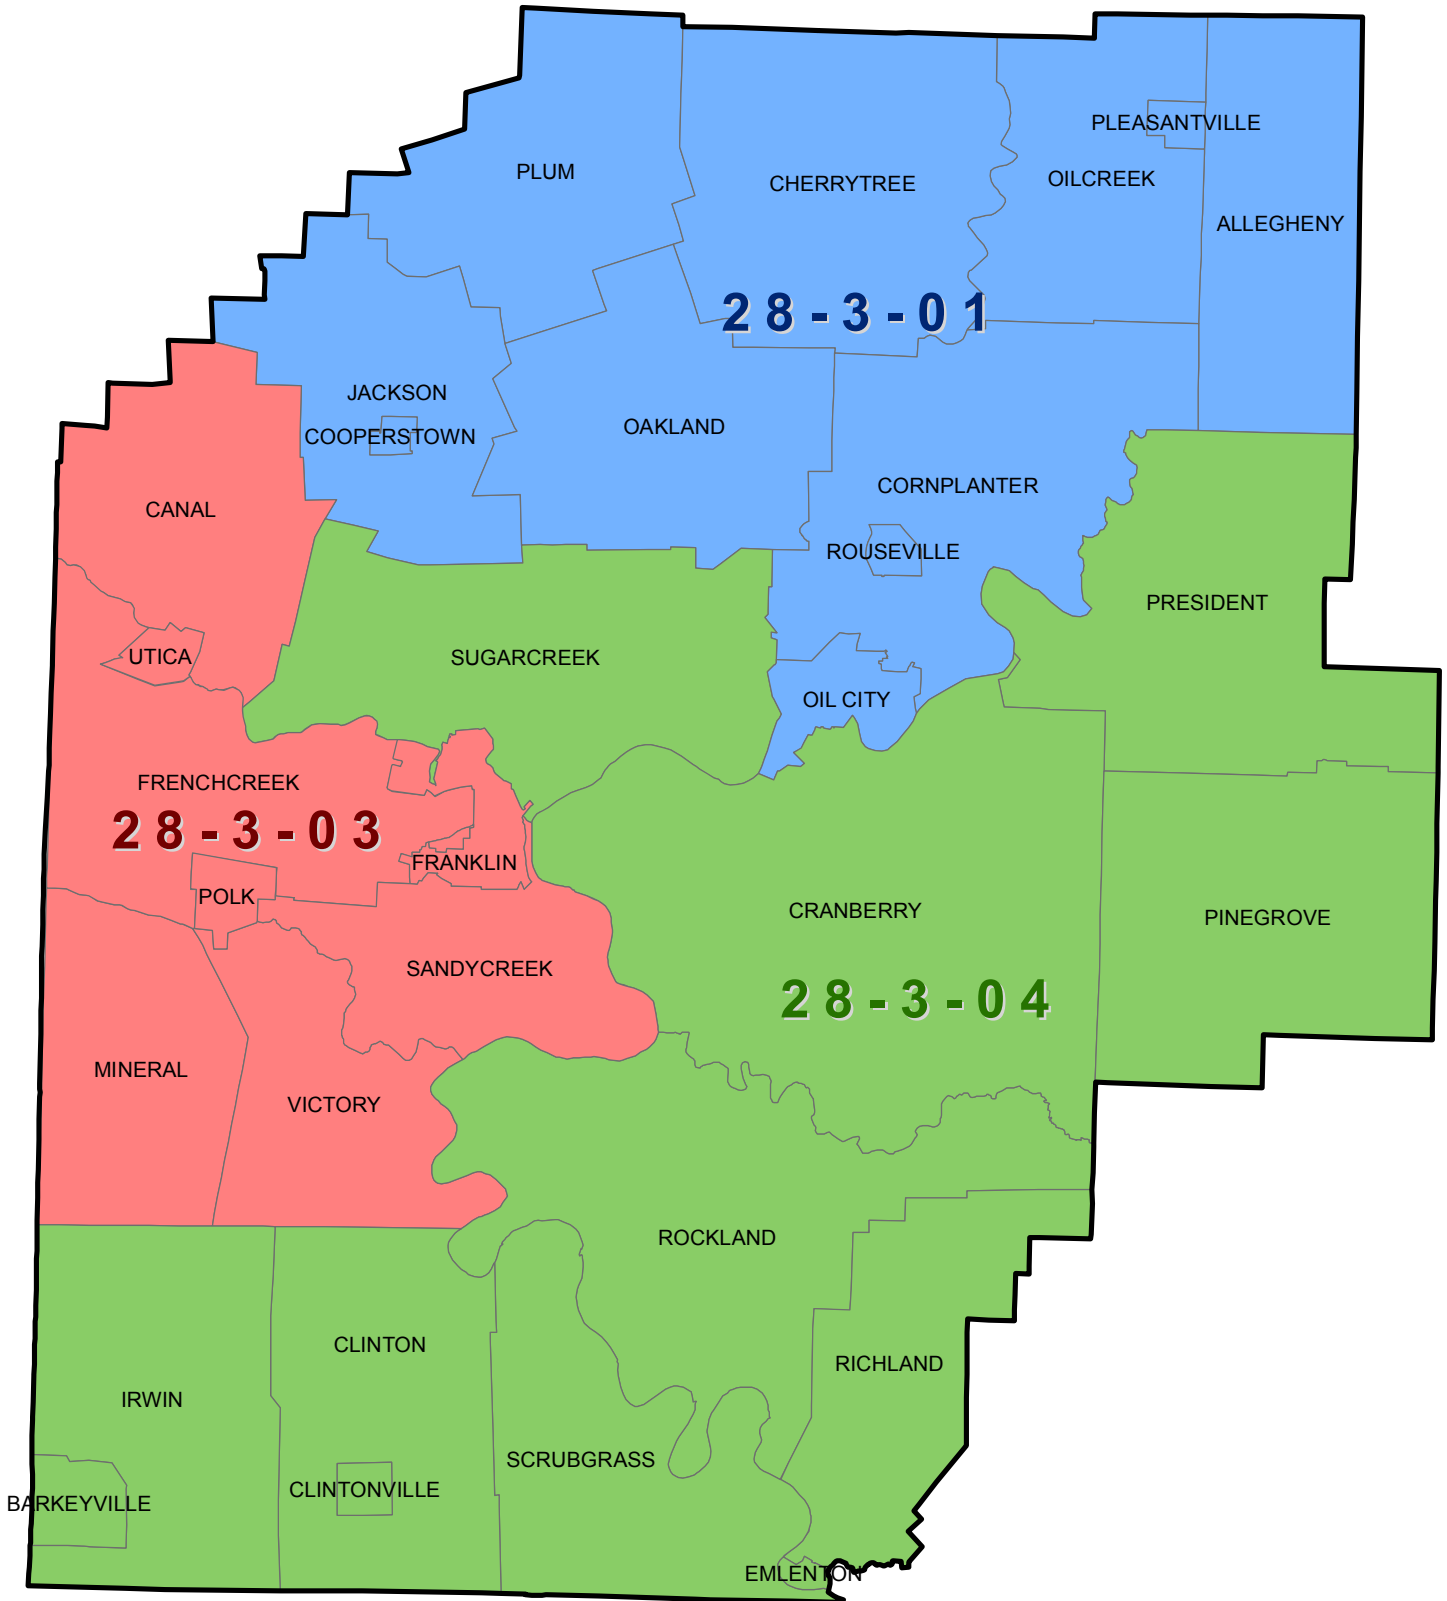 PLEASANTVILLE
PLUM
CHERRYTREE
OILCREEK
ALLEGHENY
28-3-01
JACKSON
COOPERSTOWN
OAKLAND
CORNPLANTER
CANAL
ROUSEVILLE
PRESIDENT
UTICA
SUGARCREEK
OIL CITY
FRENCHCREEK
28-3-03
FRANKLIN
POLK
CRANBERRY
PINEGROVE
SANDYCREEK
28-3-04
MINERAL
VICTORY
ROCKLAND
CLINTON
RICHLAND
IRWIN
SCRUBGRASS
CLINTONVILLE
BARKEYVILLE
EMLENTON